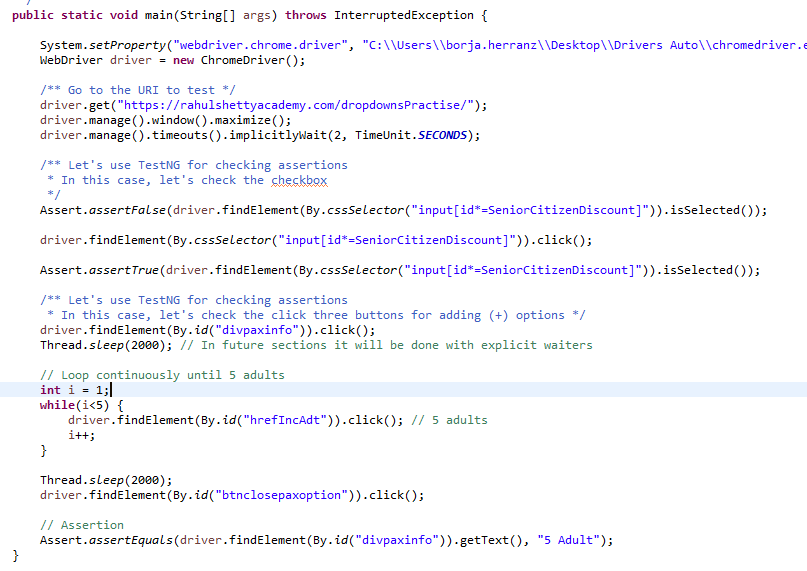 /
public static void main(String[] args) throws InterruptedException {
System.setProperty("webdriver.chrome.driver", "C:\\Users\\borja.herranz\\Desktop\\Drivers Auto\\chromedriver.e
WebDriver driver = new ChromeDriver();
/** Go to the URI to test */
driver.get("https://rahulshettyacademy.com/dropdownsPractise/");
driver.manage().window().maximize();
driver.manage().timeouts().implicitlyWait(2, TimeUnit.SECONDS);
/** Let's use TestNG for checking assertions
* In this case, let's check the checkbox
*/
Assert.assertFalse(driver.findElement(By.cssSelector("input[id*=SeniorCitizenDiscount]")).isSelected());
driver.findElement(By.cssSelector("input[id*=SeniorCitizenDiscount]")).click();
Assert.assertTrue(driver.findElement(By.cssSelector("input[id*=SeniorCitizenDiscount]")).isSelected());
/** Let's use TestNG for checking assertions
* In this case, let's check the click three buttons for adding (+) options */
driver.findElement(By.id("divpaxinfo")).click();
Thread.sleep(2000); // In future sections it will be done with explicit waiters
// Loop continuously until 5 adults
int i = 1;
while(i<5) {
driver.findElement(By.id("hrefIncAdt")).click(); // 5 adults
i++;
}
Thread.sleep(2000);
driver.findElement(By.id("btnclosepaxoption")).click();
// Assertion
Assert.assertEquals(driver.findElement(By.id("divpaxinfo")).getText(), "5 Adult");
}